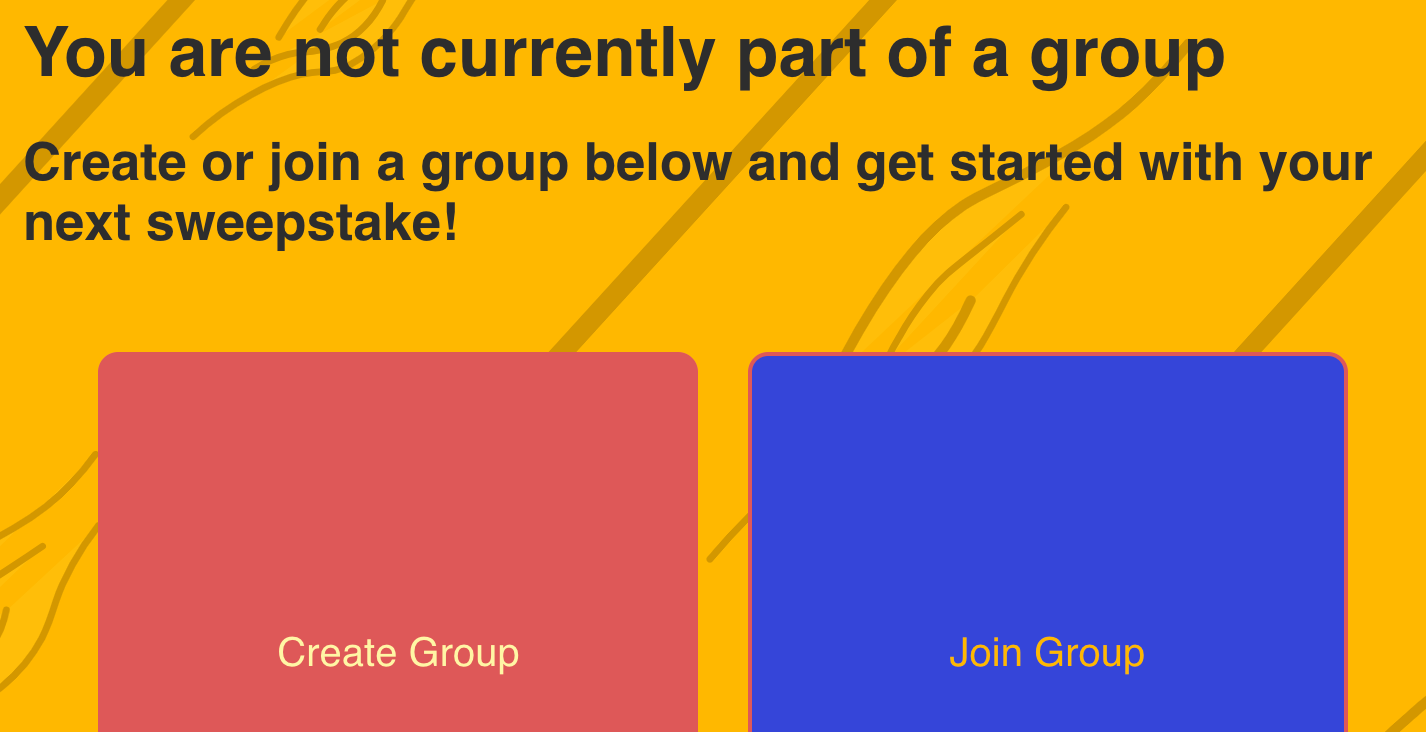 You are not currently part of a group
Create or join a group below and get started with your
next sweepstake!
Create Group
Join Group